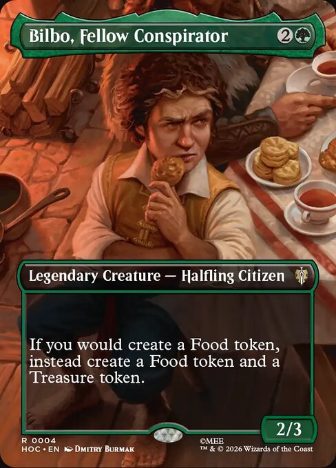 Bilbo, Fellow Conspirator 2
Legendary Creature — Halfling Citizen
If you would create a Food token,
instead create a Food token and a
Treasure token.
2/3
R 0004
HOC • EN Dmitry Burmak
©MEE
™ & © 2026 Wizards of the Coast